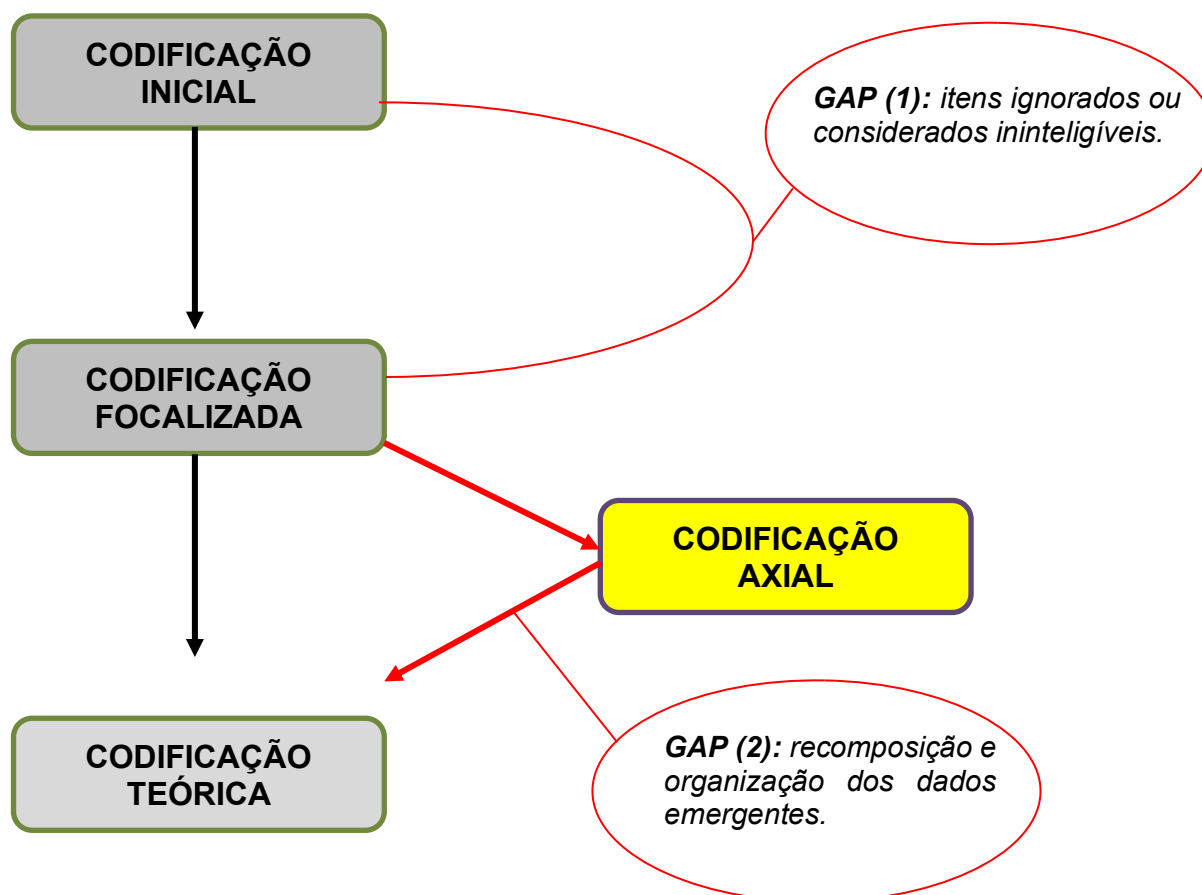 CODIFICAÇÃO
INICIAL
GAP (1): itens ignorados ou
considerados ininteligíveis.
CODIFICAÇÃO
FOCALIZADA
CODIFICAÇÃO
AXIAL
CODIFICAÇÃO
TEÓRICA
GAP (2): recomposição e
organização dos dados
emergentes.